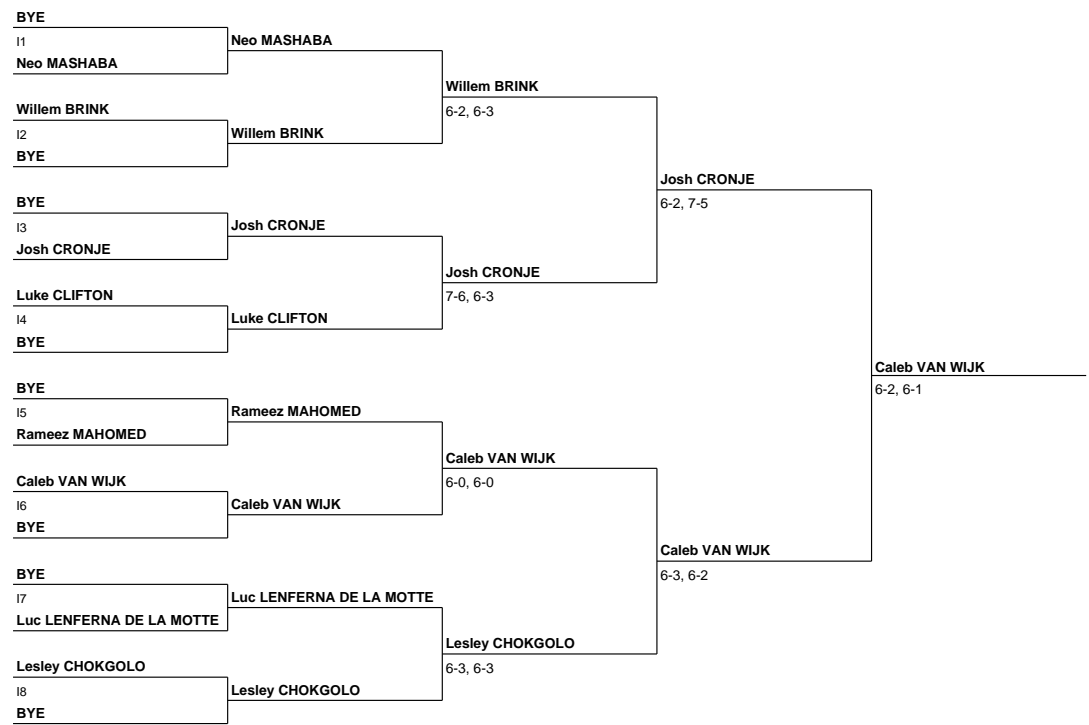 BYE
I1
Neo MASHABA
Willem BRINK
I2
BYE
BYE
I3
Josh CRONJE
Luke CLIFTON
I4
BYE
BYE
I5
Rameez MAHOMED
Caleb VAN WIJK
I6
BYE
BYE
I7
Luc LENFERNA DE LA MOTTE
Lesley CHOKGOLO
I8
BYE
Neo MASHABA
Willem BRINK
Josh CRONJE
Luke CLIFTON
Rameez MAHOMED
Caleb VAN WIJK
Luc LENFERNA DE LA MOTTE
Lesley CHOKGOLO
Willem BRINK
6-2, 6-3
Josh CRONJE
7-6, 6-3
Caleb VAN WIJK
6-0, 6-0
Lesley CHOKGOLO
6-3, 6-3
Josh CRONJE
6-2, 7-5
Caleb VAN WIJK
6-3, 6-2
Caleb VAN WIJK
6-2, 6-1